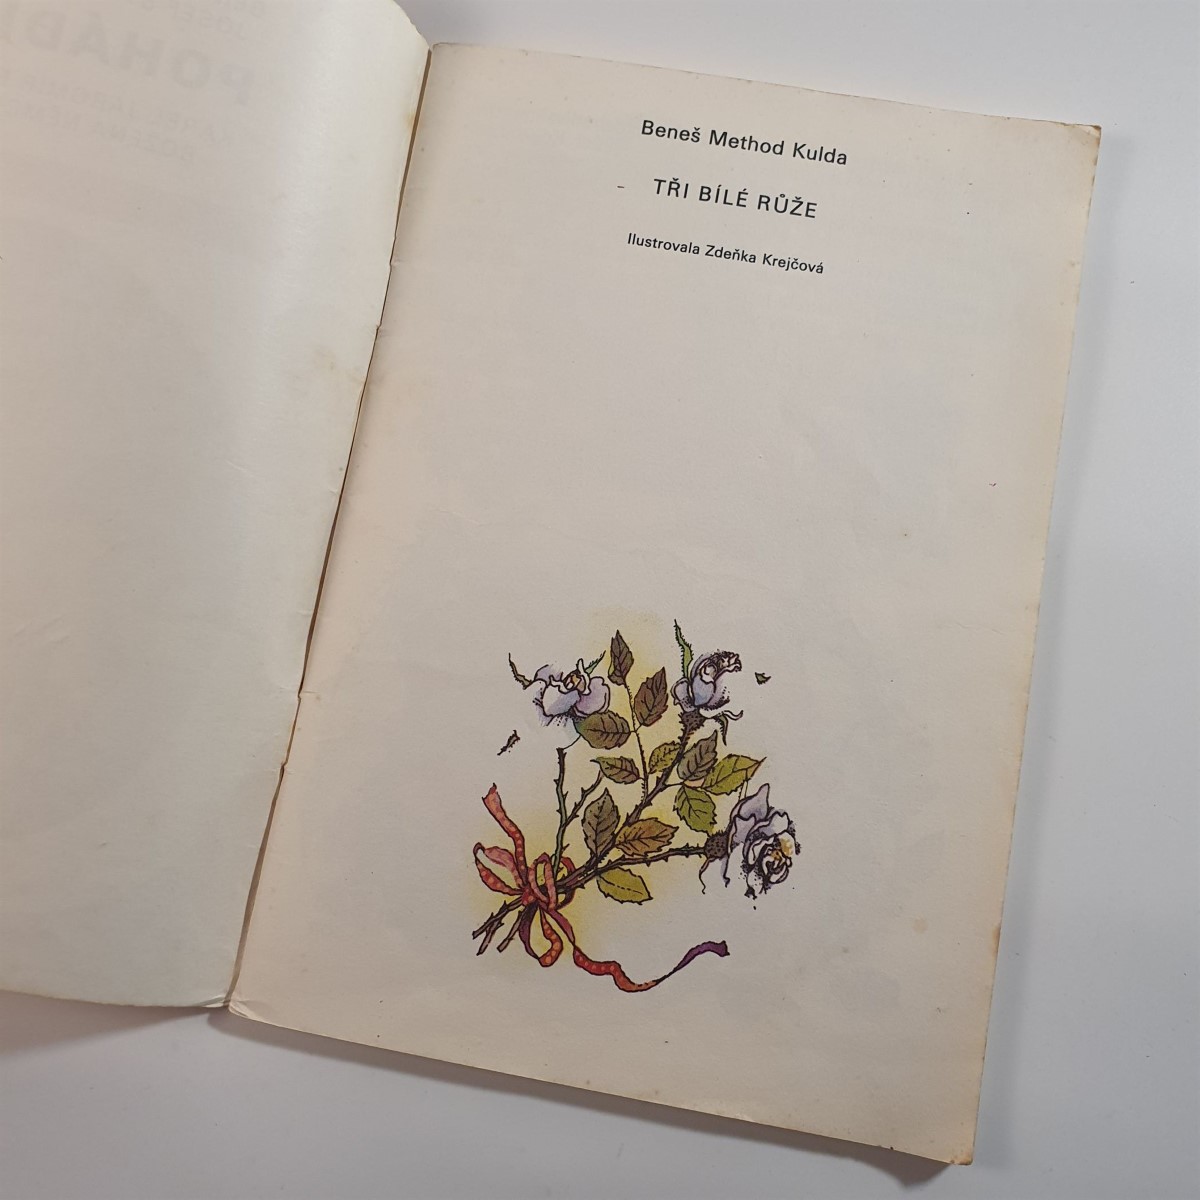 Beneš Method Kulda
TŘI BÍLÉ RŮŽE
Ilustrovala Zdeňka Krejčová